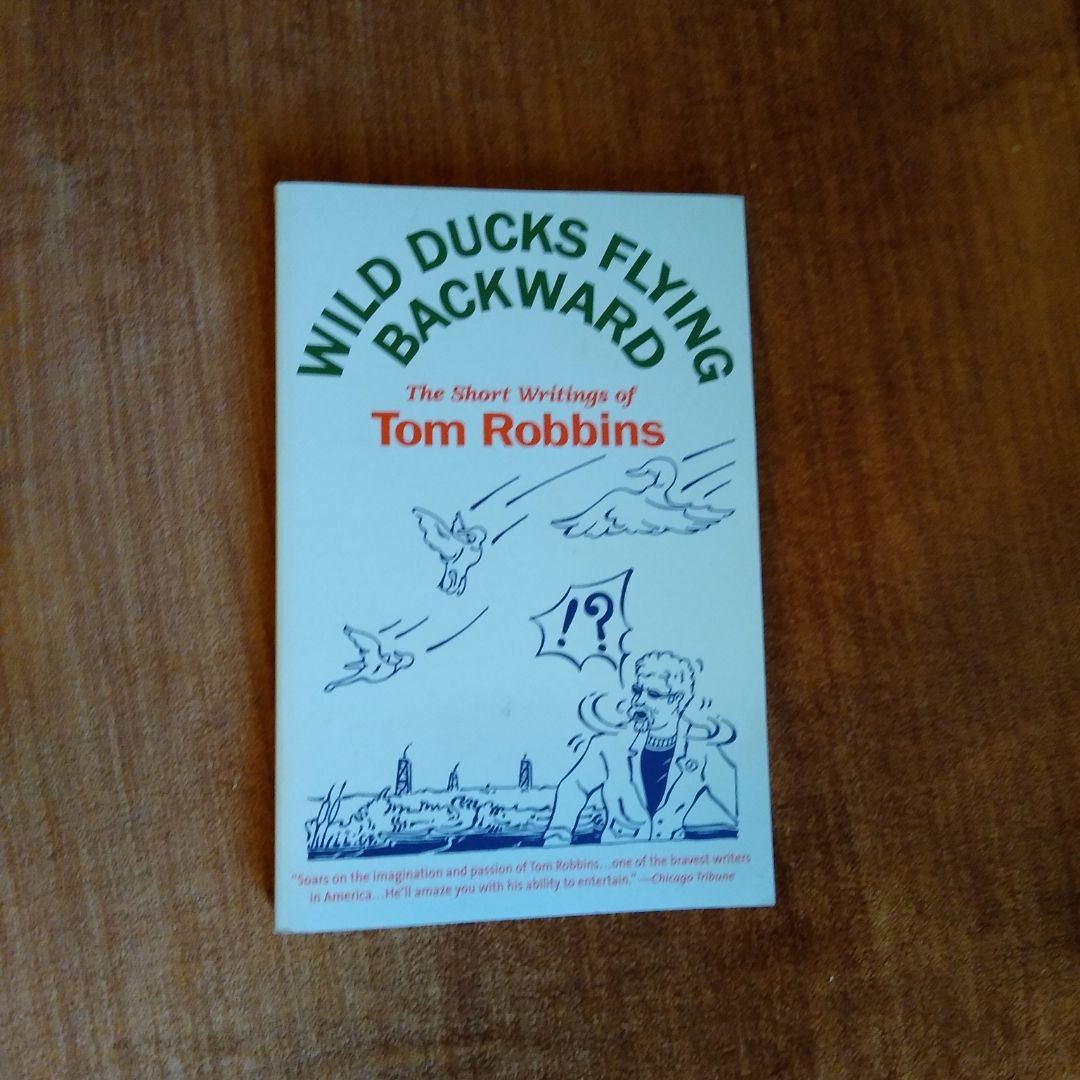 WILD DUCKS FLYING
BACKWARD
The Short Writings of
Tom Robbins
!?
"Soars on the imagination and passion of Tom Robbins...one of the bravest writers
in America...He'll amaze you with his ability to entertain." —Chicago Tribune